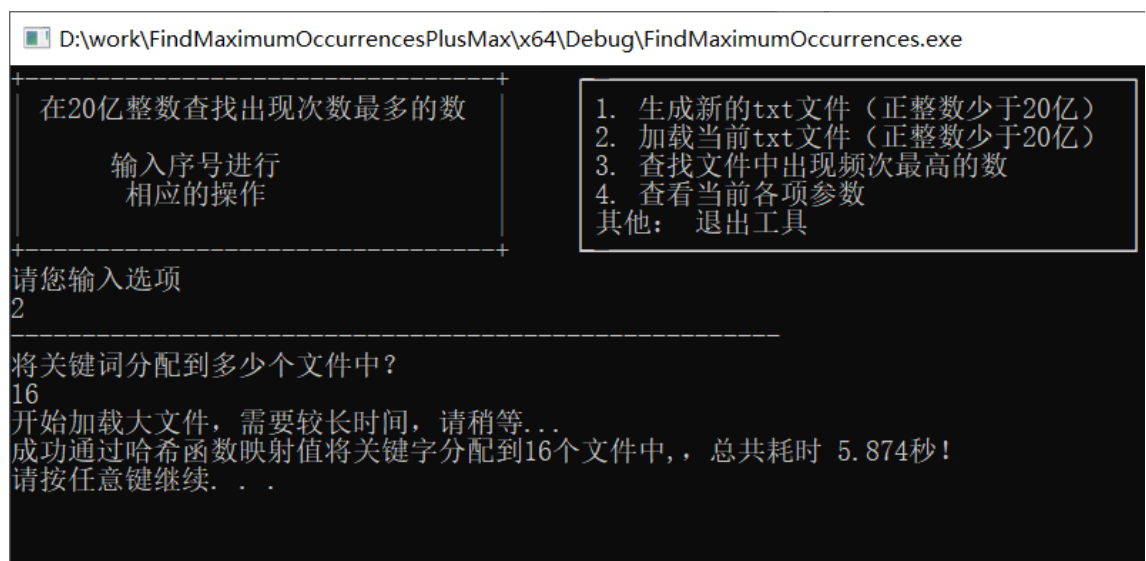 D:\work\FindMaximumOccurrencesPlusMax\x64\Debug\FindMaximumOccurrences.exe
在20亿整数查找出现次数最多的数
输入序号进行
相应的操作
1. 生成新的txt文件（正整数少于20亿）
2. 加载当前txt文件（正整数少于20亿）
3. 查找文件中出现频次最高的数
4. 查看当前各项参数
其他： 退出工具
请您输入选项
2
将关键词分配到多少个文件中？
16
开始加载大文件，需要较长时间，请稍等...
成功通过哈希函数映射值将关键字分配到16个文件中,，总共耗时 5.874秒！
请按任意键继续. . .